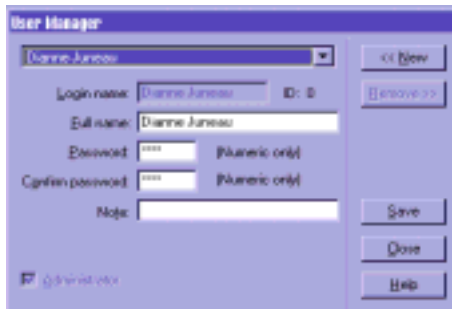 User Manager
Dianne Juneau
<< New
Login name: Dianne Juneau ID: 0
Remove >>
Full name: Dianne Juneau
Password: **** (Numeric only)
Confirm password: **** (Numeric only)
Note:
Save
Close
Administrator
Help